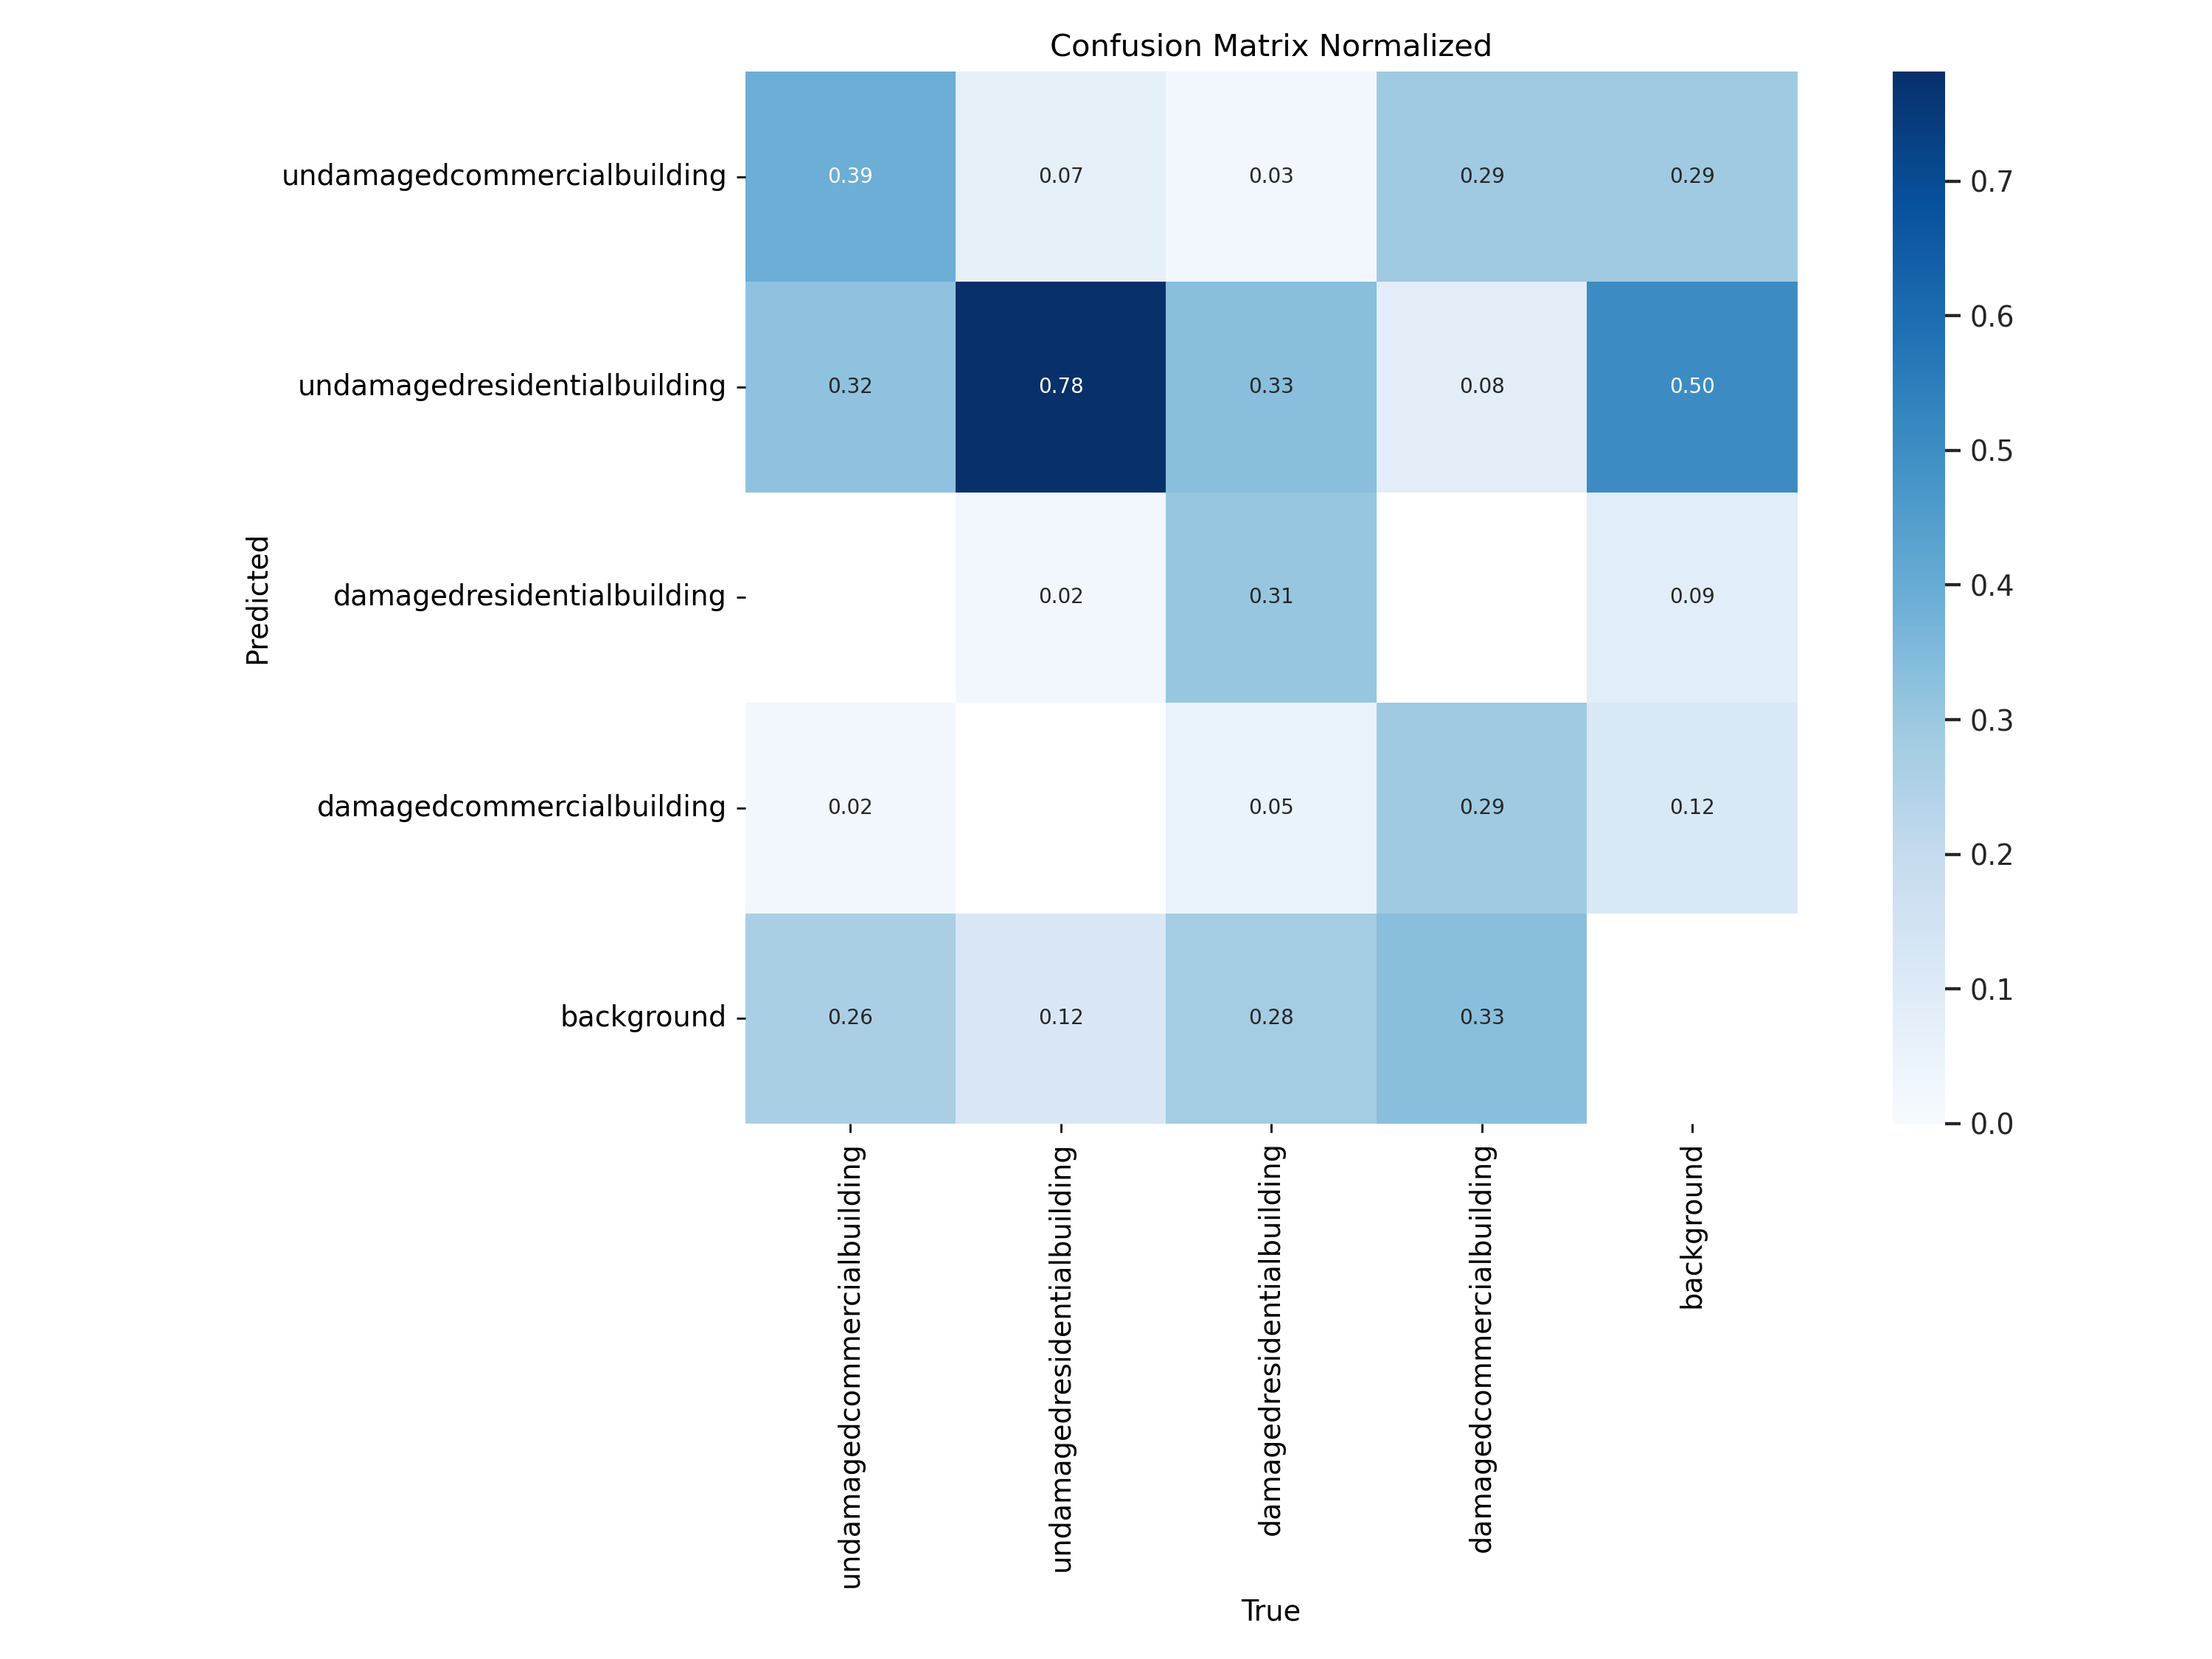 Confusion Matrix Normalized
undamagedcommercialbuilding
0.39
0.07
0.03
0.29
0.29
undamagedresidentialbuilding
0.32
0.78
0.33
0.08
0.50
damagedresidentialbuilding
0.02
0.31
0.09
damagedcommercialbuilding
0.02
0.05
0.29
0.12
background
0.26
0.12
0.28
0.33
Predicted
undamagedcommercialbuilding
undamagedresidentialbuilding
damagedresidentialbuilding
damagedcommercialbuilding
background
True
0.7
0.6
0.5
0.4
0.3
0.2
0.1
0.0